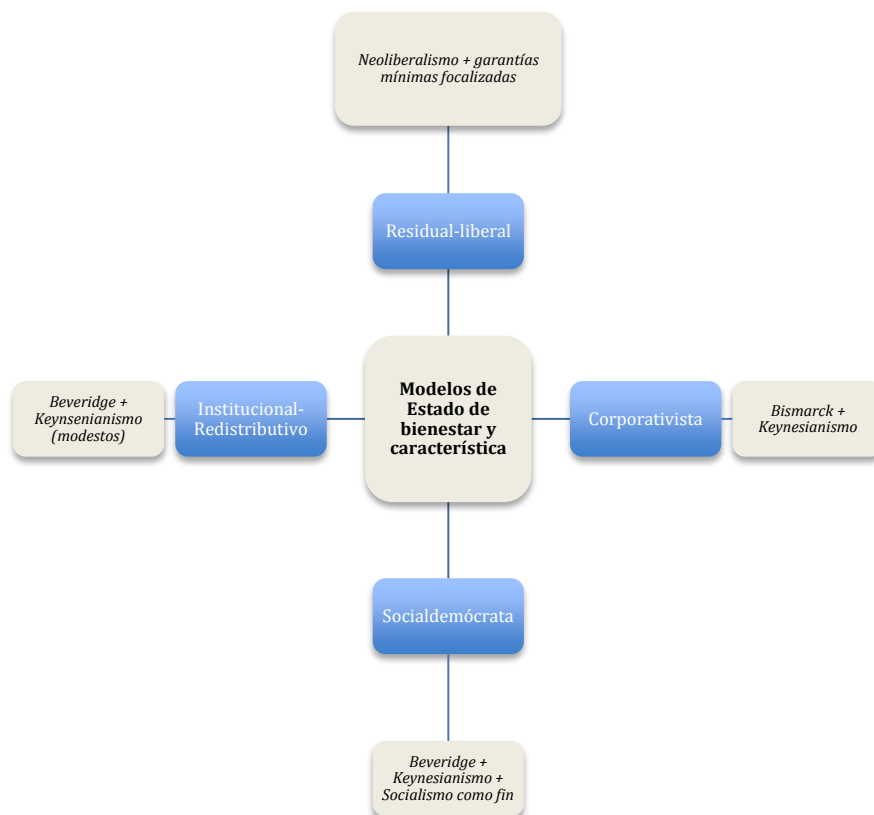 Neoliberalismo + garantías
mínimas focalizadas
Residual-liberal
Beveridge +
Keynsenianismo
(modestos)
Institucional-
Redistributivo
Modelos de
Estado de
bienestar y
característica
Corporativista
Bismarck +
Keynesianismo
Socialdemócrata
Beveridge +
Keynesianismo +
Socialismo como fin